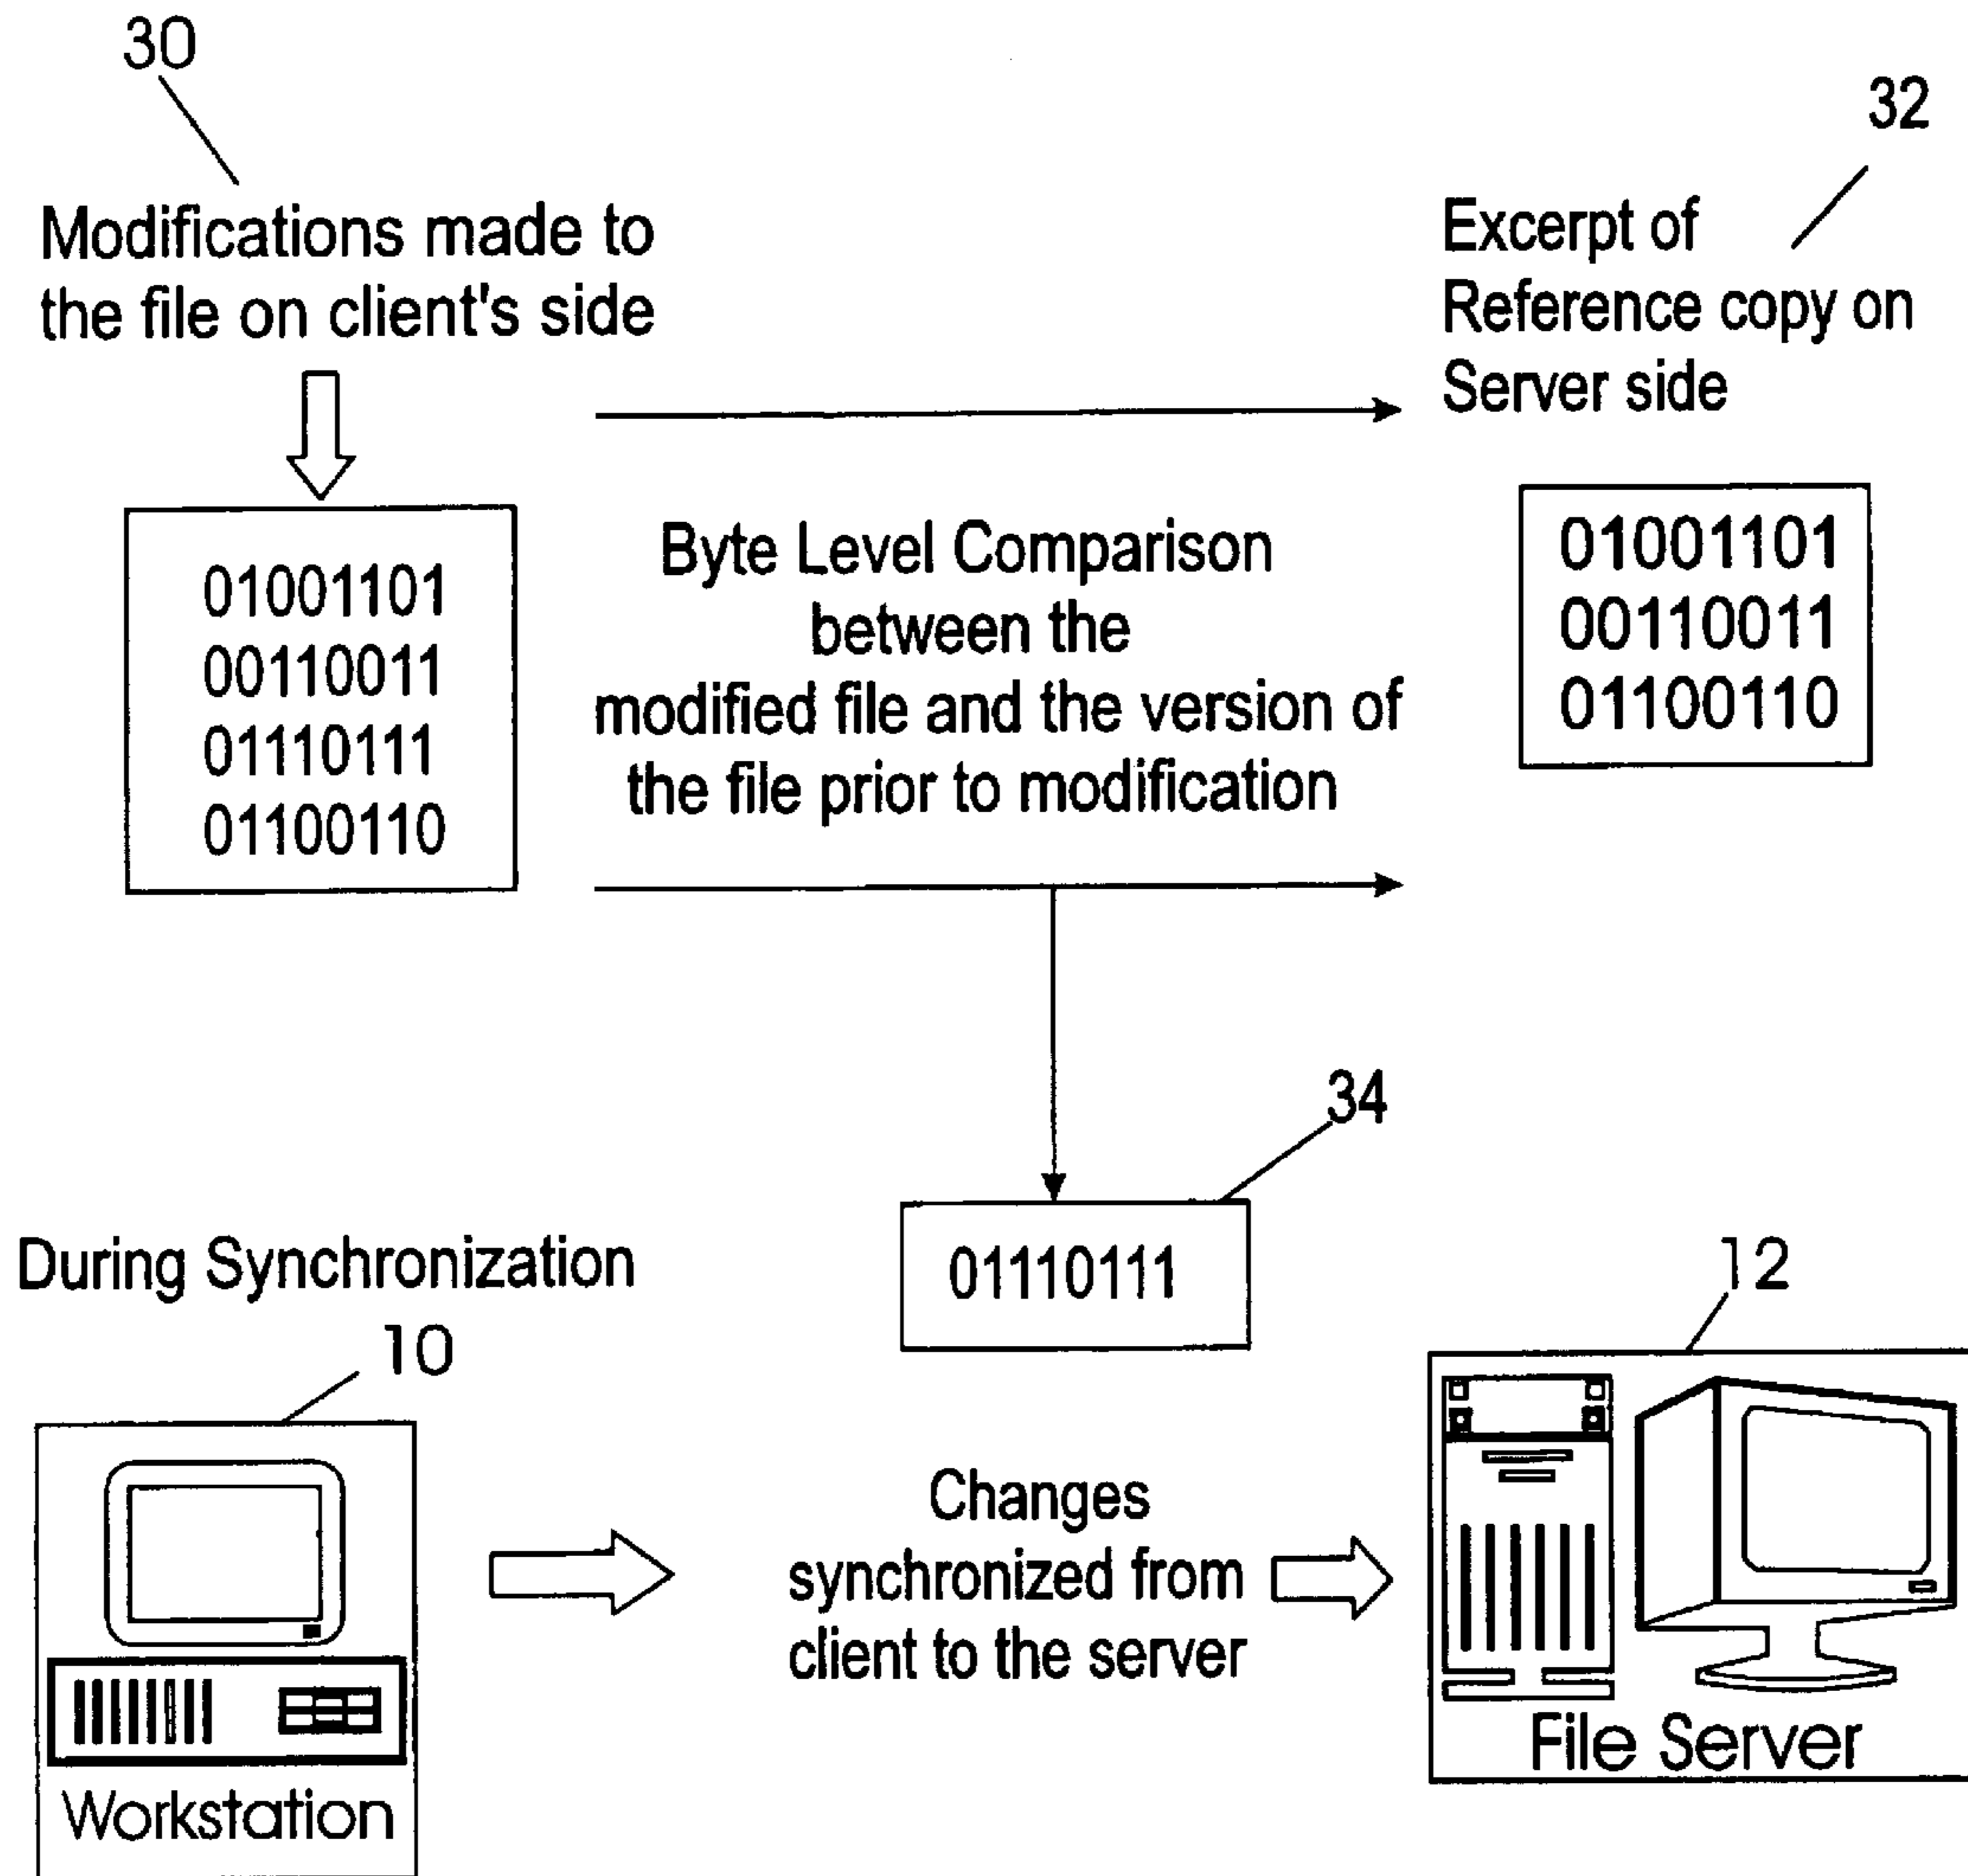 30
32
Modifications made to
the file on client's side
Excerpt of
Reference copy on
Server side
01001101
00110011
01110111
01100110
Byte Level Comparison
between the
modified file and the version of
the file prior to modification
01001101
00110011
01100110
34
01110111
During Synchronization
10
12
Changes
synchronized from
client to the server
Workstation
File Server